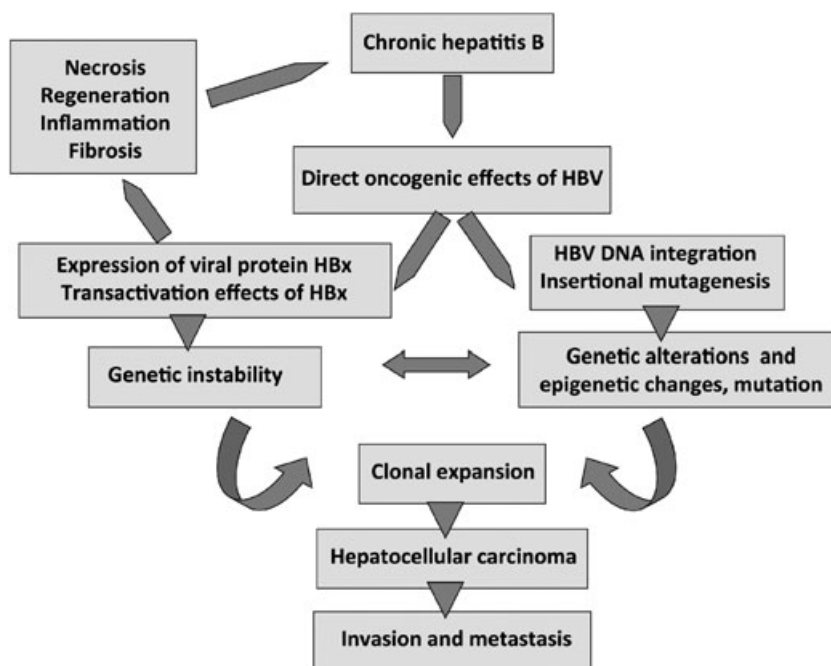 Chronic hepatitis B
Necrosis
Regeneration
Inflammation
Fibrosis
Direct oncogenic effects of HBV
Expression of viral protein HBx
Transactivation effects of HBx
HBV DNA integration
Insertional mutagenesis
Genetic instability
Genetic alterations and
epigenetic changes, mutation
Clonal expansion
Hepatocellular carcinoma
Invasion and metastasis